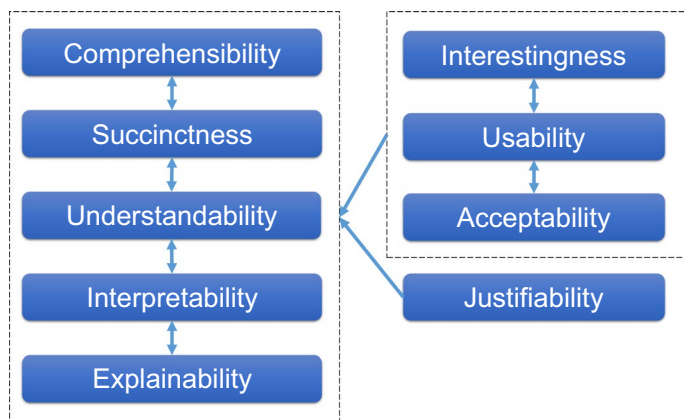 Comprehensibility
Succinctness
Understandability
Interpretability
Explainability
Interestingness
Usability
Acceptability
Justifiability